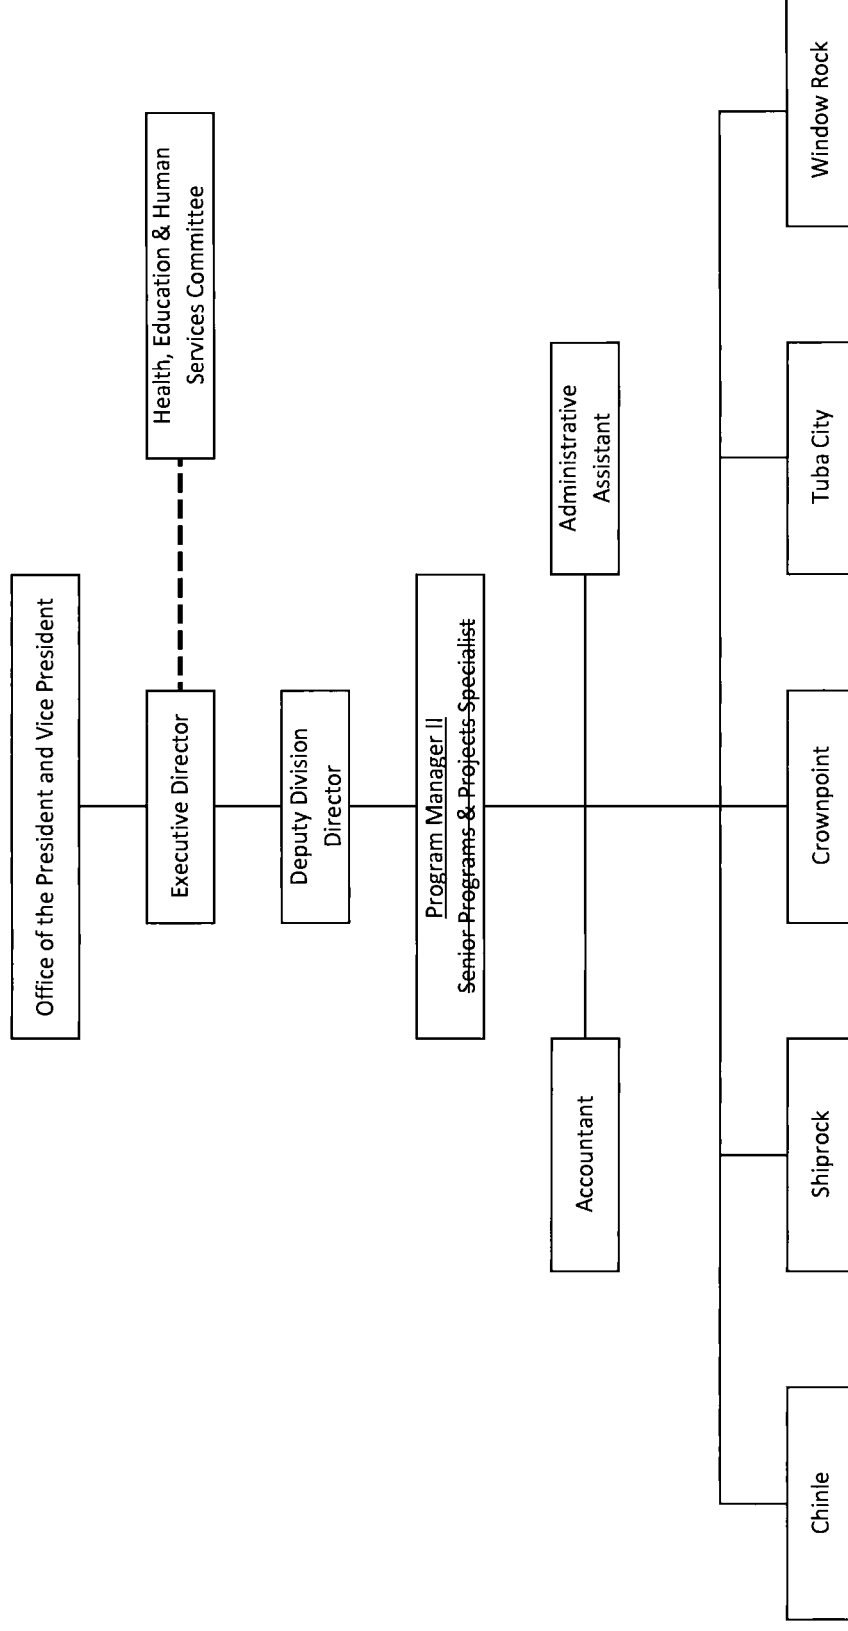 Office of the President and Vice President
Executive Director
Health, Education & Human
Services Committee
Deputy Division
Director
Program Manager II
Senior Programs & Projects Specialist
Accountant
Administrative
Assistant
Chinle
Shiprock
Crownpoint
Tuba City
Window Rock